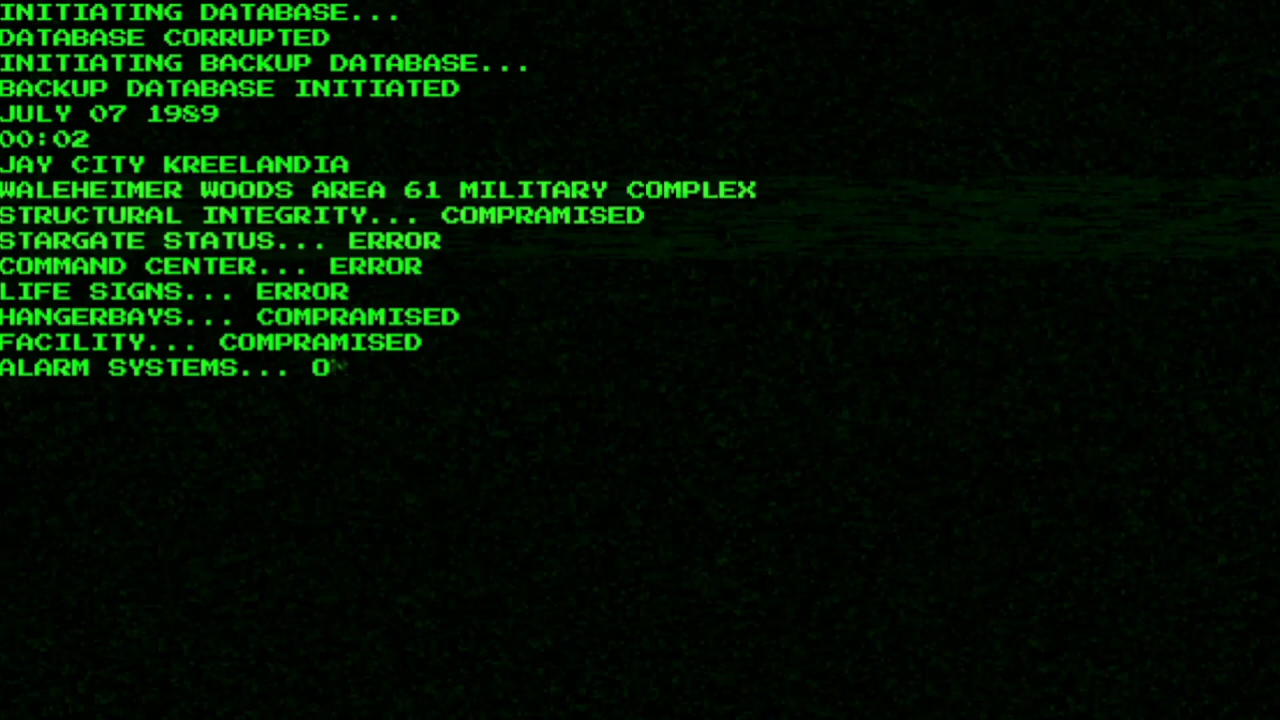 INITIATING DATABASE...
DATABASE CORRUPTED
INITIATING BACKUP DATABASE...
BACKUP DATABASE INITIATED
JULY 07 1989
00:02
JAY CITY KREELANDIA
WALEHEIMER WOODS AREA 61 MILITARY COMPLEX
STRUCTURAL INTEGRITY... COMPRAMISED
STARGATE STATUS... ERROR
COMMAND CENTER... ERROR
LIFE SIGNS... ERROR
HANGERBAYS... COMPRAMISED
FACILITY... COMPRAMISED
ALARM SYSTEMS...